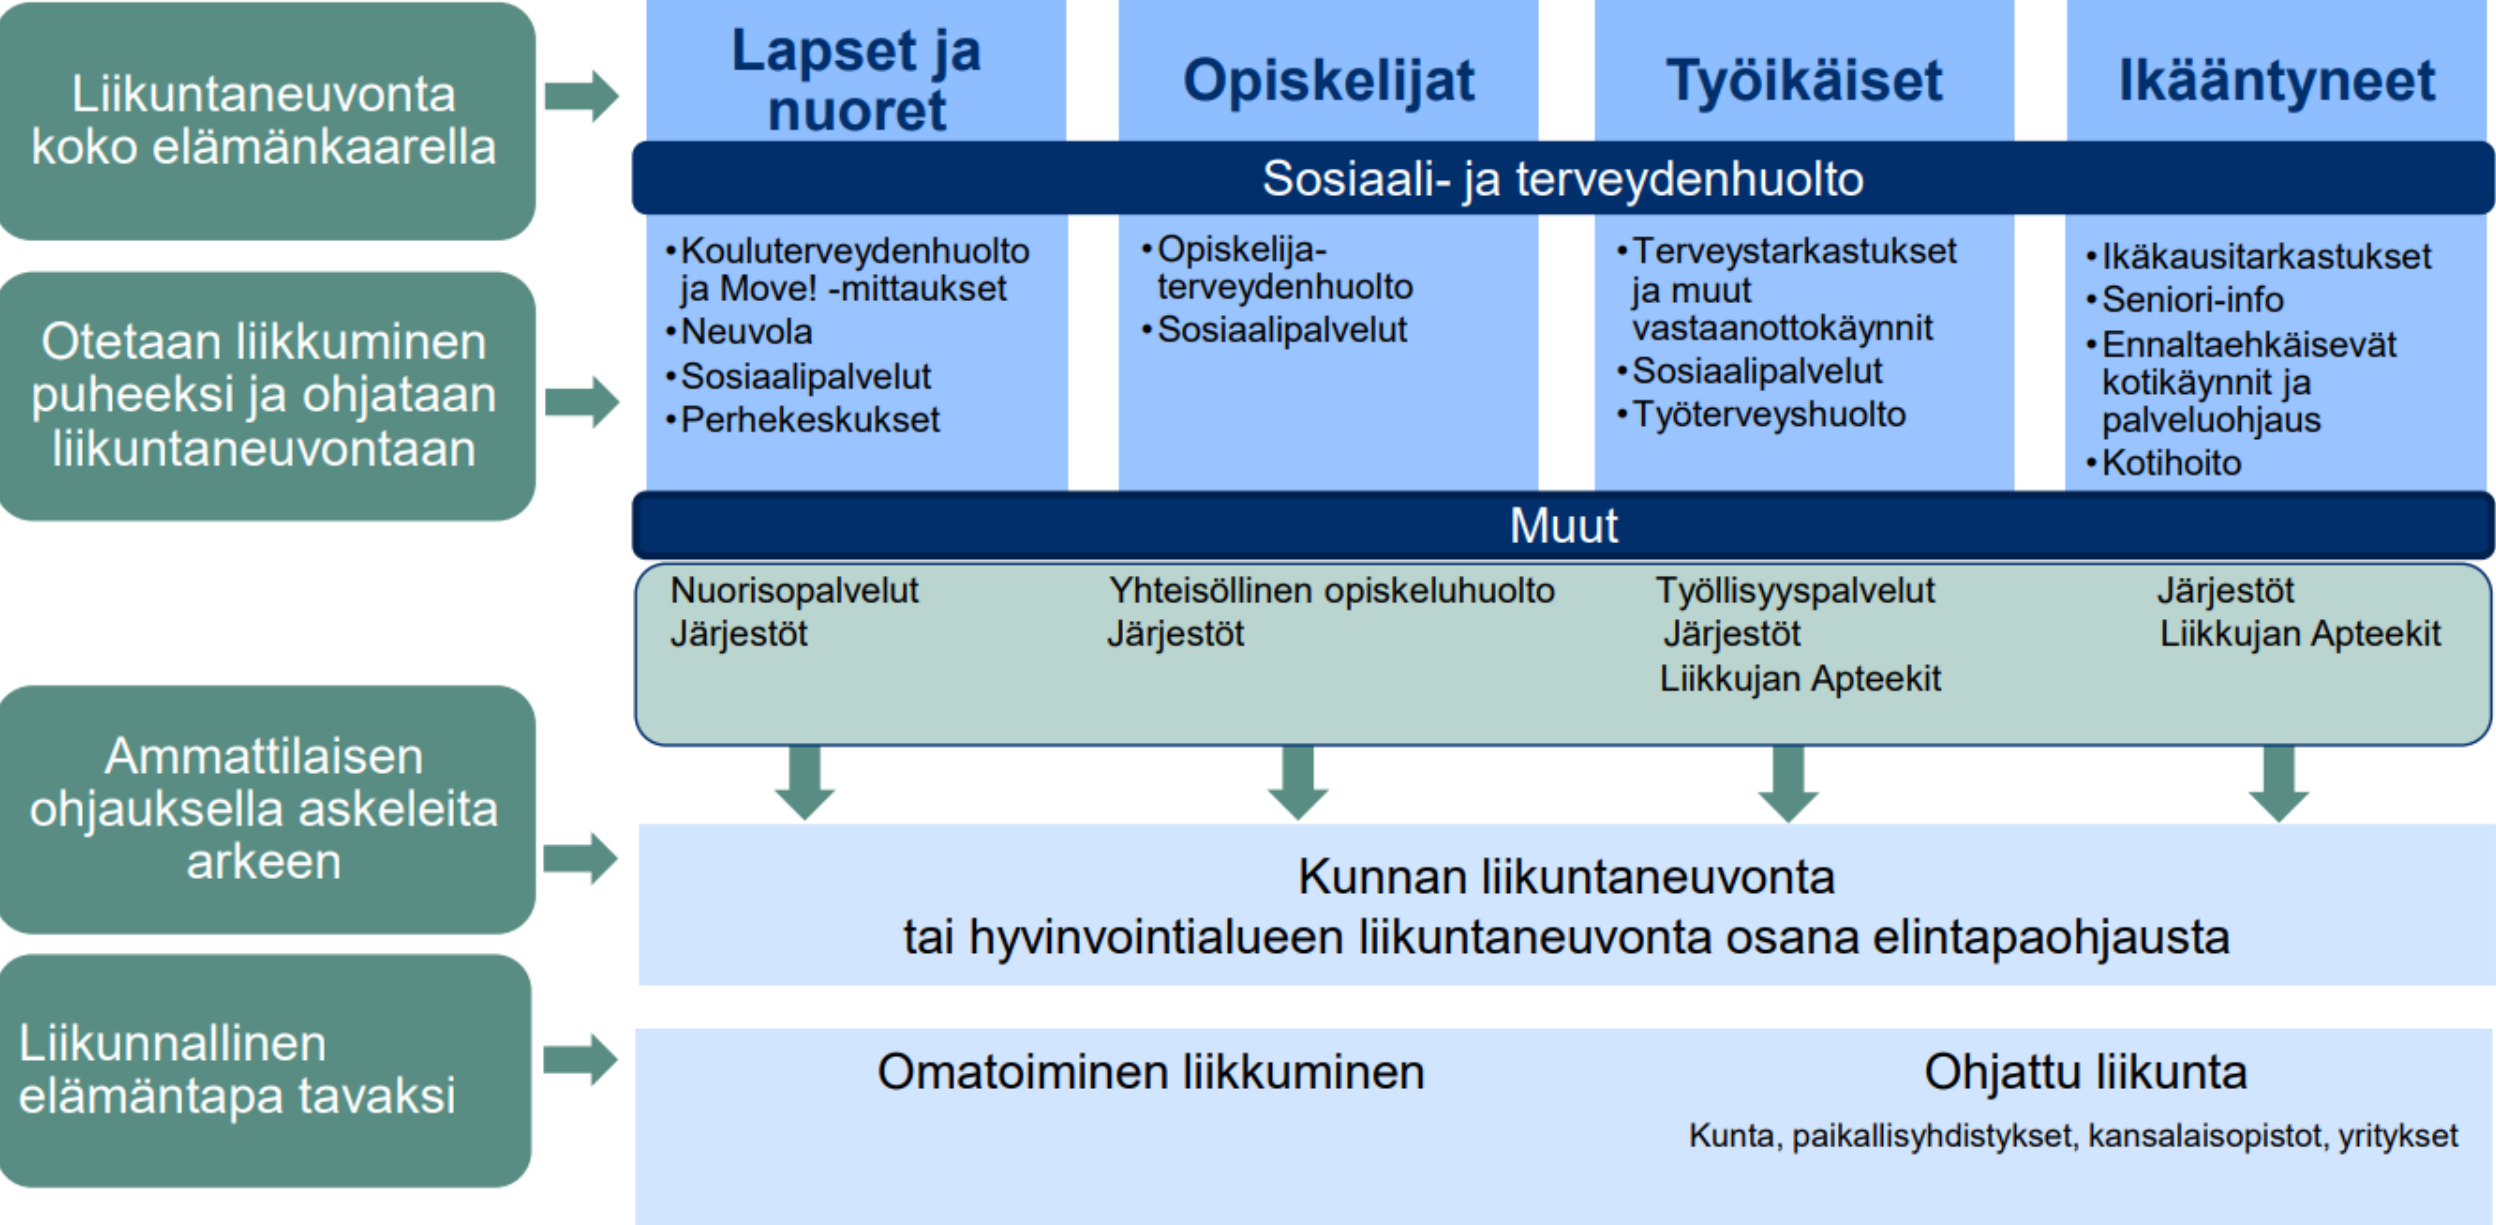 Liikuntaneuvonta
koko elämänkaarella
Lapset ja
nuoret
Opiskelijat
Työikäiset
Ikääntyneet
Sosiaali- ja terveydenhuolto
Otetaan liikkuminen
puheeksi ja ohjataan
liikuntaneuvontaan
•Kouluterveydenhuolto
ja Move! -mittaukset
•Neuvola
•Sosiaalipalvelut
•Perhekeskukset
•Opiskelija-
terveydenhuolto
•Sosiaalipalvelut
•Terveystarkastukset
ja muut
vastaanottokäynnit
•Sosiaalipalvelut
•Työterveyshuolto
•Ikäkausitarkastukset
•Seniori-info
•Ennaltaehkäisevät
kotikäynnit ja
palveluohjaus
•Kotihoito
Muut
Nuorisopalvelut
Järjestöt
Yhteisöllinen opiskeluhuolto
Järjestöt
Työllisyyspalvelut
Järjestöt
Liikkujan Apteekit
Järjestöt
Liikkujan Apteekit
Ammattilaisen
ohjauksella askeleita
arkeen
Kunnan liikuntaneuvonta
tai hyvinvointialueen liikuntaneuvonta osana elintapaohjausta
Liikunnallinen
elämäntapa tavaksi
Omatoiminen liikkuminen
Ohjattu liikunta
Kunta, paikallisyhdistykset, kansalaisopistot, yritykset